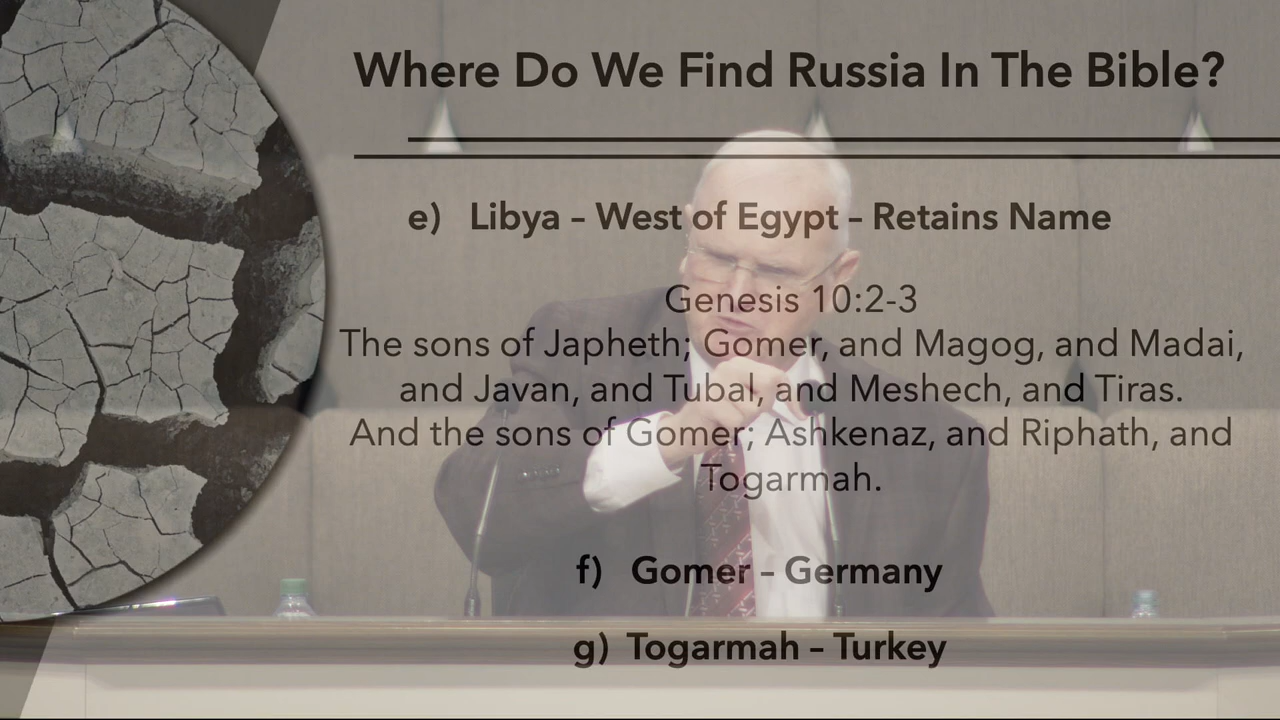 Where Do We Find Russia In The Bible?
e) Libya – West of Egypt – Retains Name
Genesis 10:2-3
The sons of Japheth; Gomer, and Magog, and Madai,
and Javan, and Tubal, and Meshech, and Tiras.
And the sons of Gomer; Ashkenaz, and Riphath, and
Togarmah.
f) Gomer – Germany
g) Togarmah – Turkey